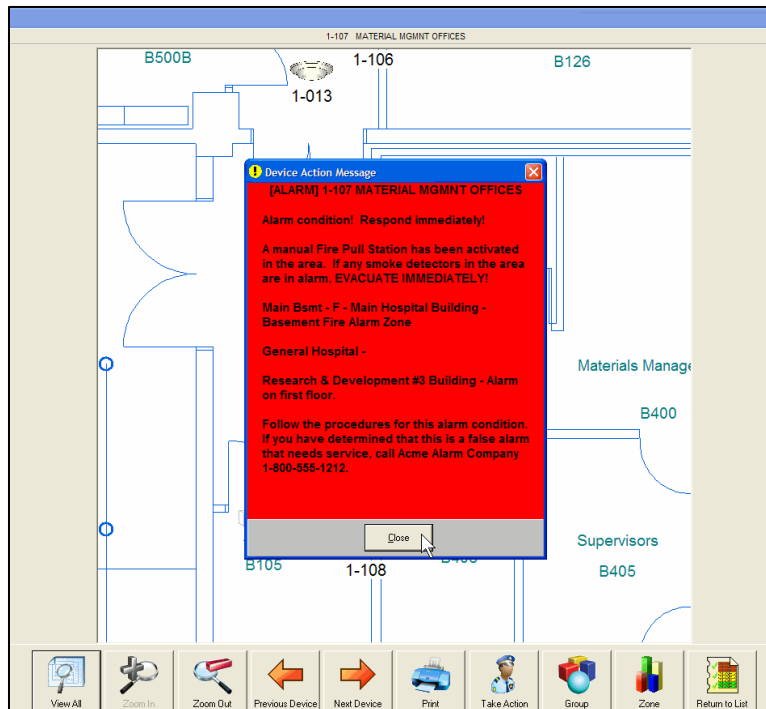 1-107 MATERIAL MGMNT OFFICES
B500B
1-106
B126
1-013
Device Action Message
[ALARM] 1-107 MATERIAL MGMNT OFFICES
Alarm condition! Respond immediately!
A manual Fire Pull Station has been activated
in the area. If any smoke detectors in the area
are in alarm, EVACUATE IMMEDIATELY!
Main Bsmt - F - Main Hospital Building -
Basement Fire Alarm Zone
General Hospital -
Research & Development #3 Building - Alarm
on first floor.
Follow the procedures for this alarm condition.
If you have determined that this is a false alarm
that needs service, call Acme Alarm Company
1-800-555-1212.
Close
Materials Manage
B400
Supervisors
B405
B105
1-108
View All
Zoom In
Zoom Out
Previous Device
Next Device
Print
Take Action
Group
Zone
Return to List